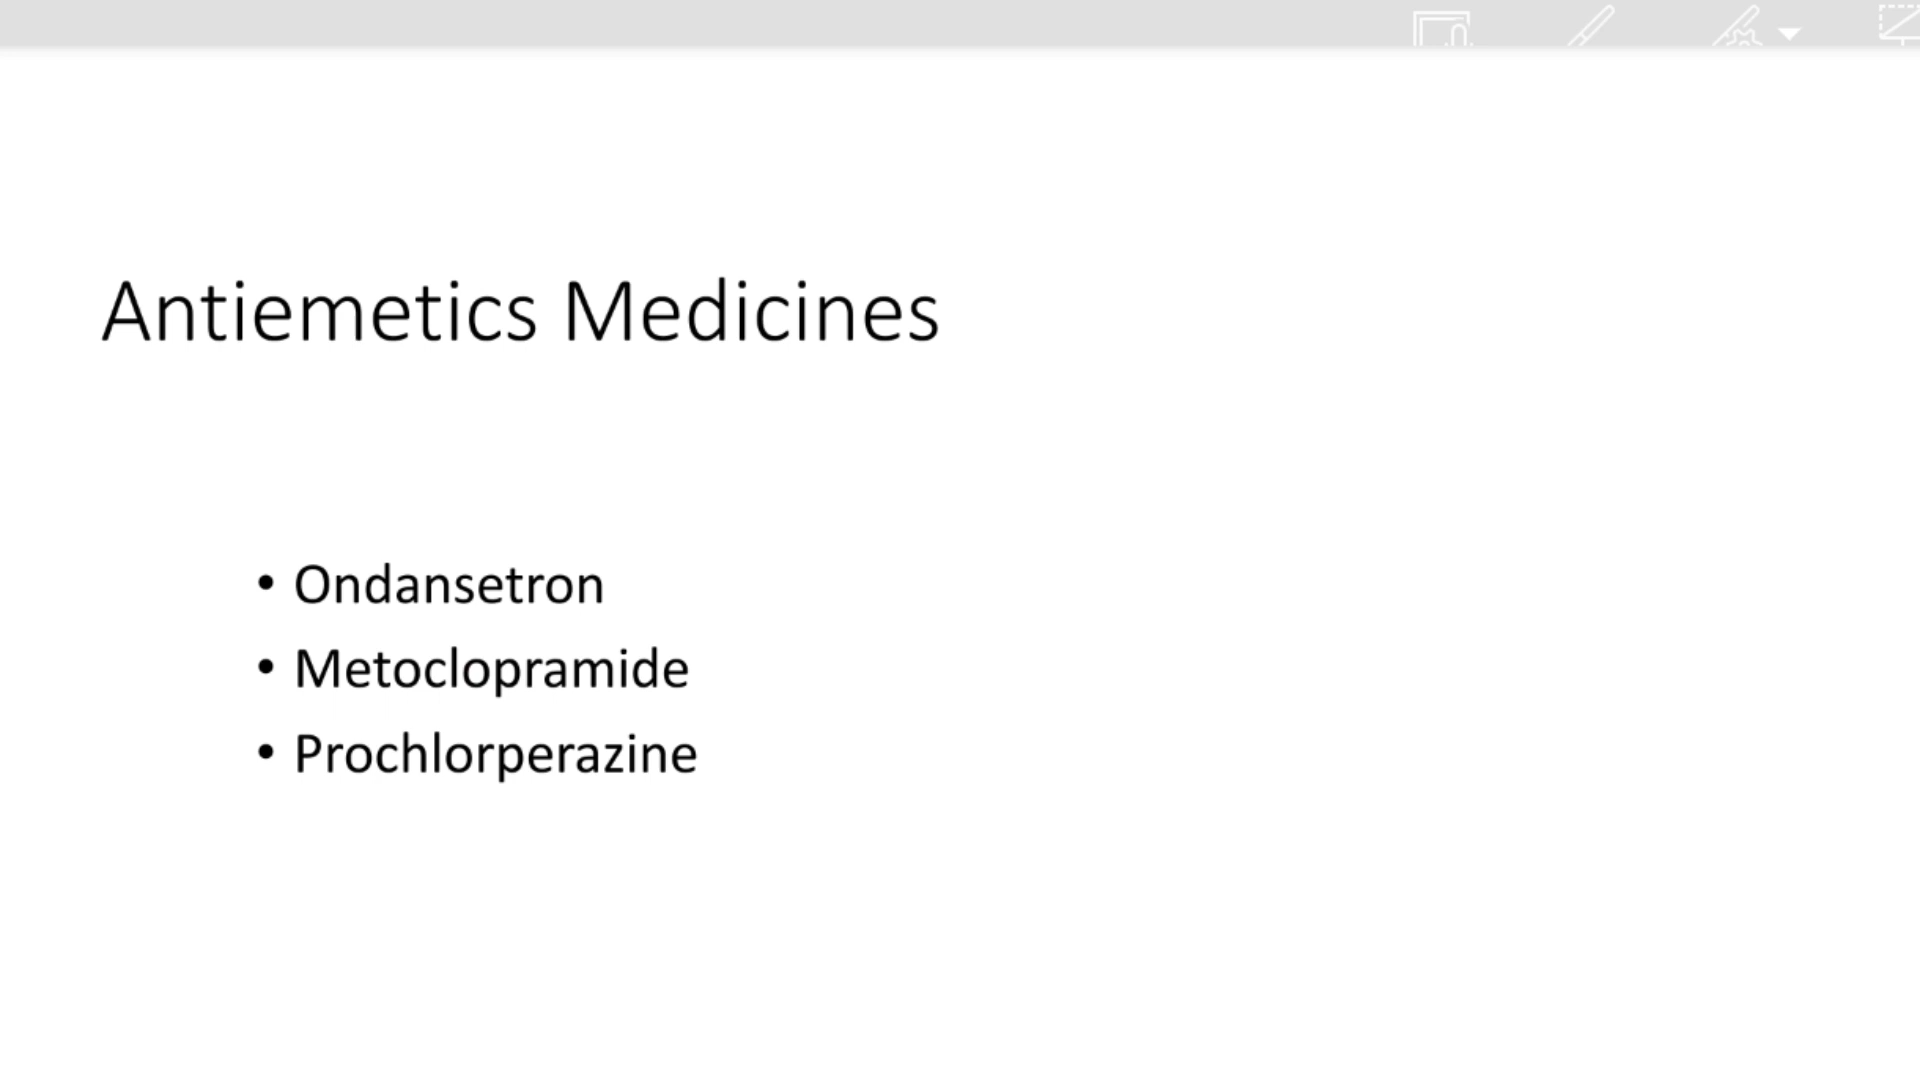 Antiemetics Medicines
• Ondansetron
• Metoclopramide
• Prochlorperazine